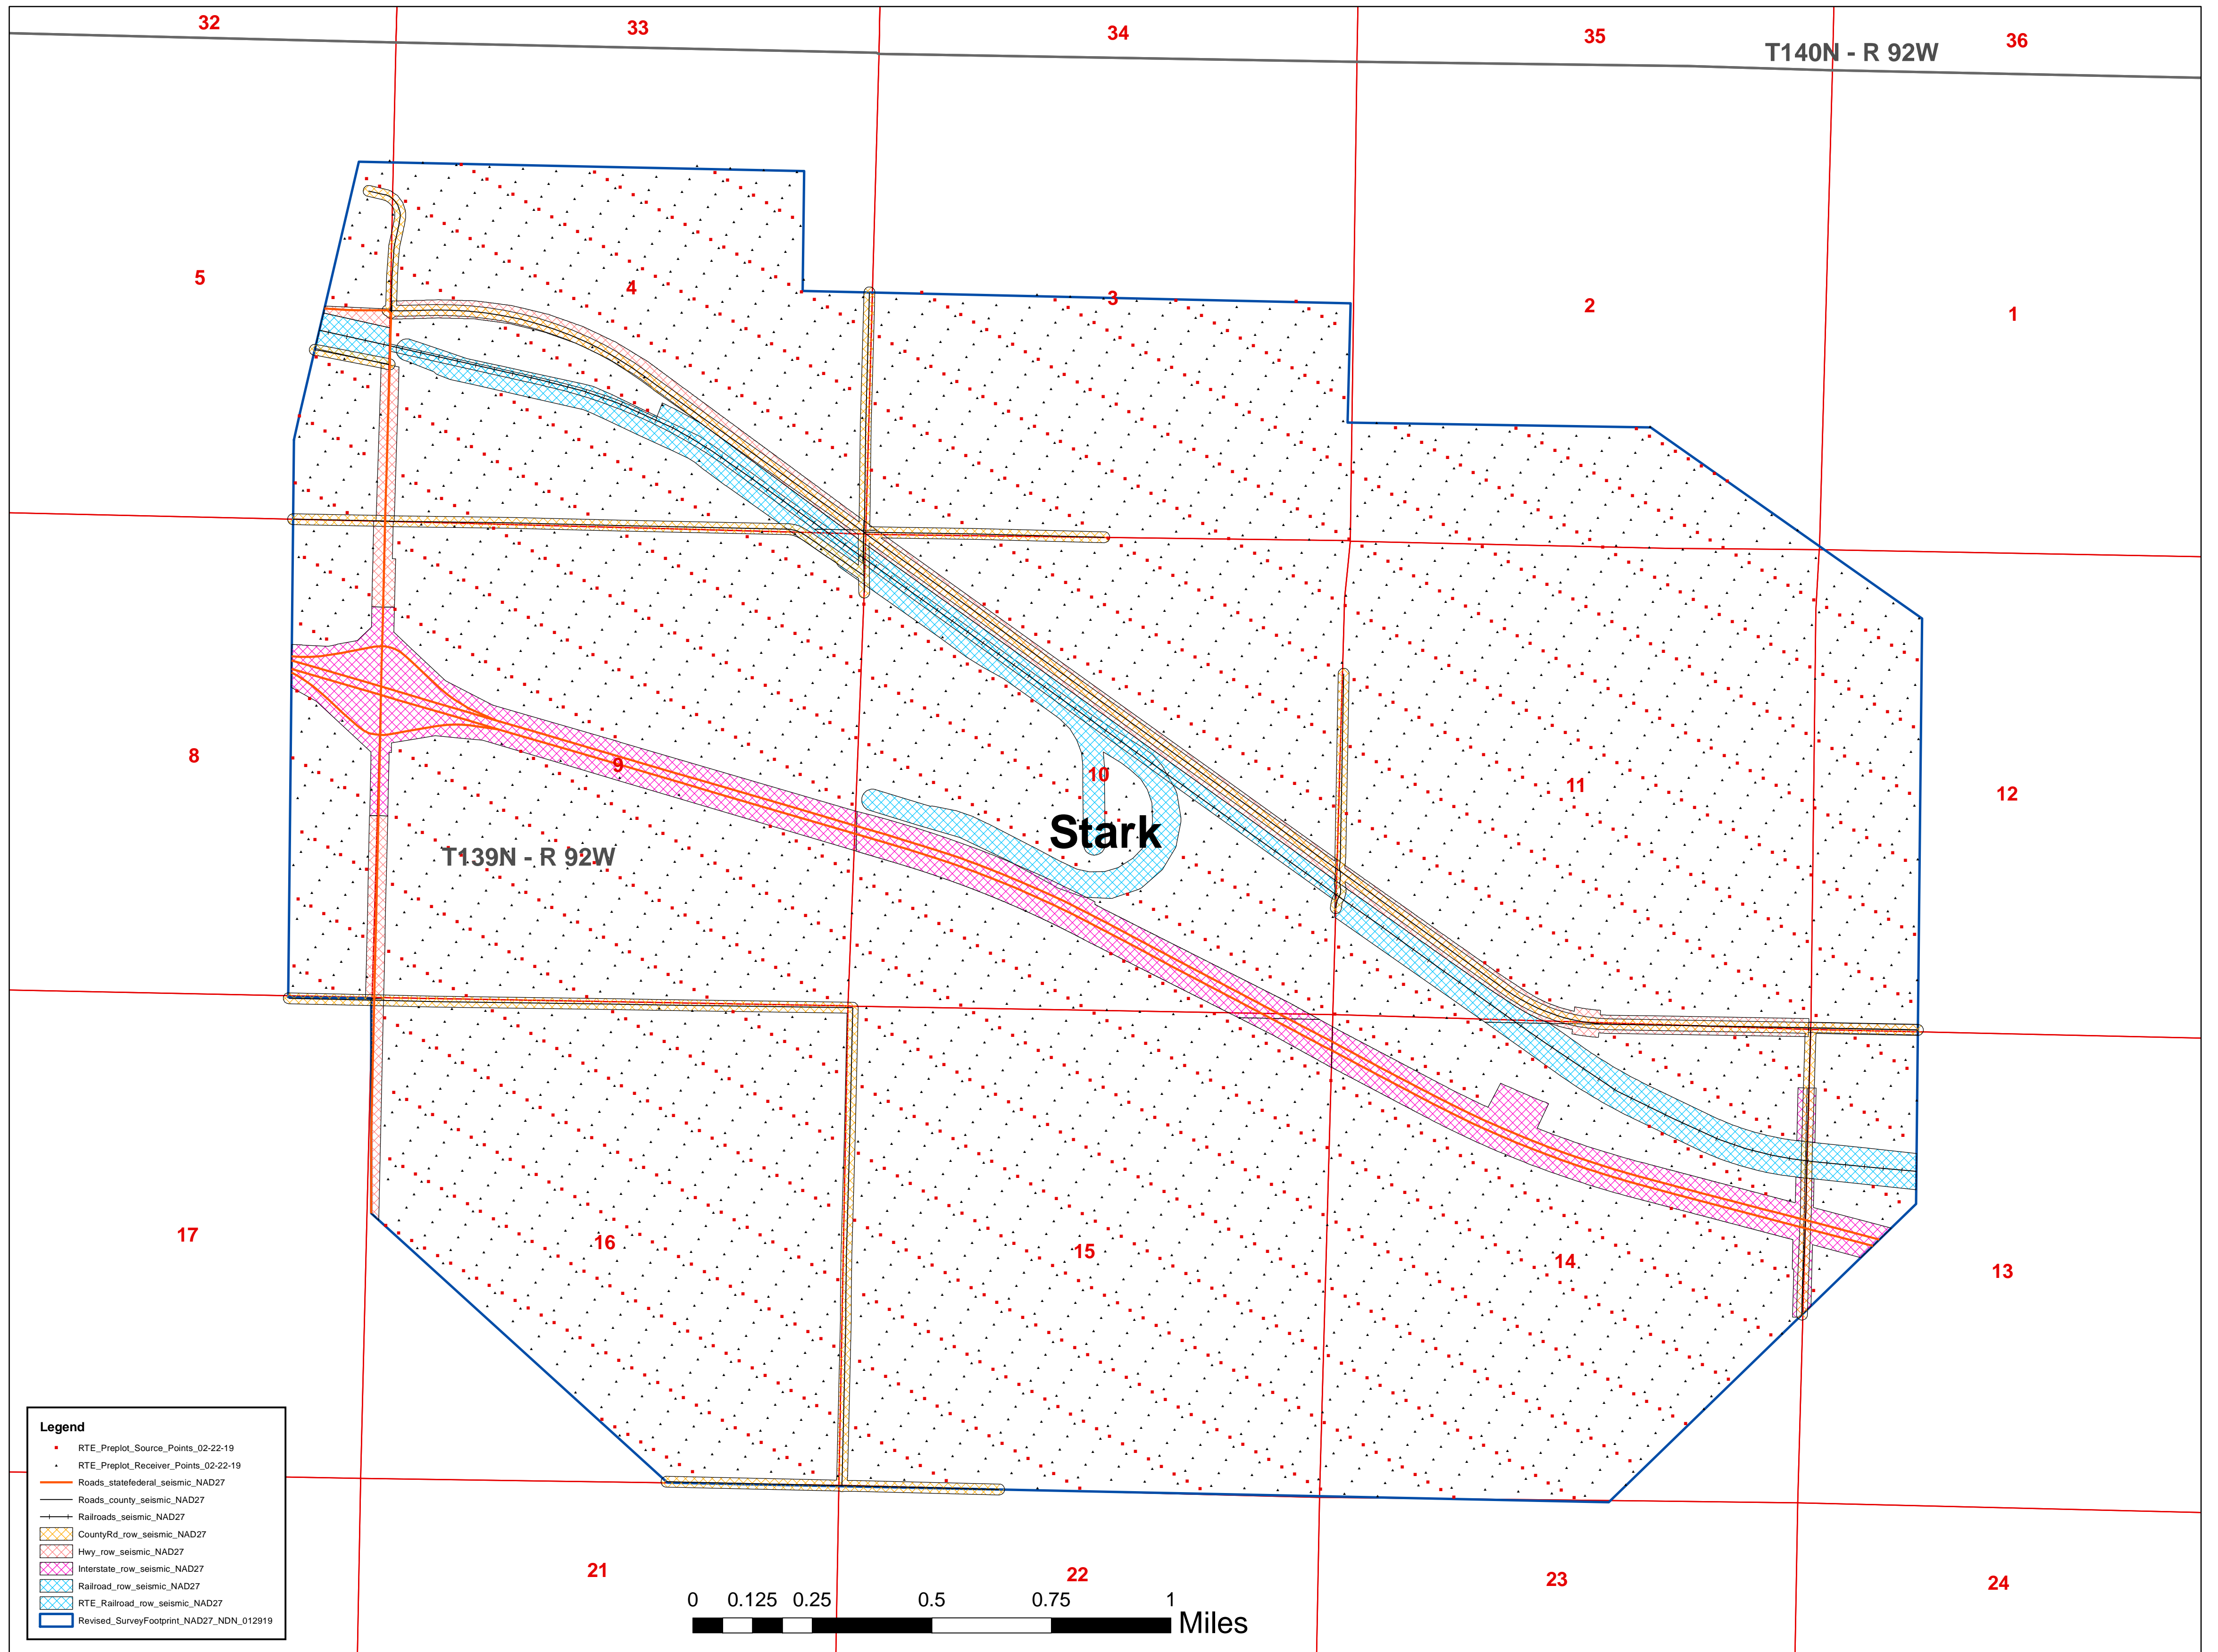 32
33
34
35
36
T140N - R 92W
5
4
3
2
1
8
9
10
11
12
Stark
T139N - R 92W
17
16
15
14
13
21
22
23
24
Legend
RTE_Preplot_Source_Points_02-22-19
RTE_Preplot_Receiver_Points_02-22-19
Roads_statefederal_seismic_NAD27
Roads_county_seismic_NAD27
Railroads_seismic_NAD27
CountyRd_row_seismic_NAD27
Hwy_row_seismic_NAD27
Interstate_row_seismic_NAD27
Railroad_row_seismic_NAD27
RTE_Railroad_row_seismic_NAD27
Revised_SurveyFootprint_NAD27_NDN_012919
0 0.125 0.25 0.5 0.75 1
Miles